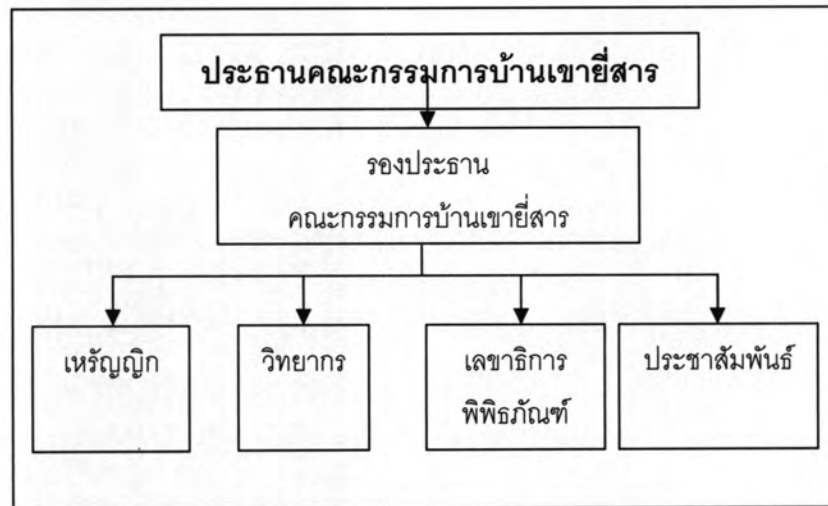 ประธานคณะกรรมการบ้านเขายี่สาร
รองประธาน
คณะกรรมการบ้านเขายี่สาร
เหรัญญิก
วิทยากร
เลขาธิการ
พิพิธภัณฑ์
ประชาสัมพันธ์